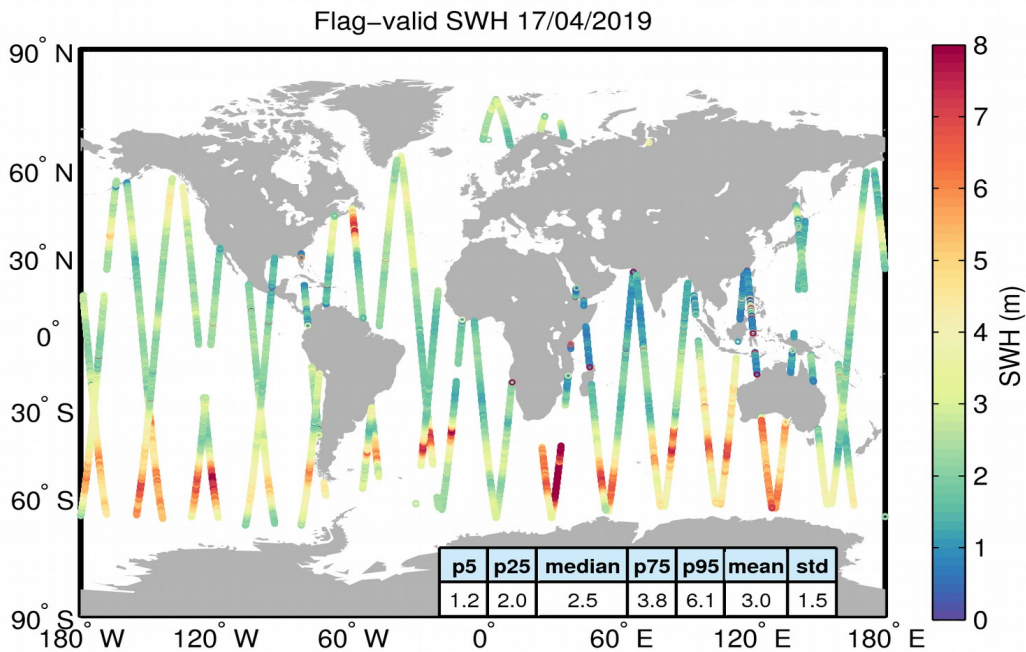 Flag−valid SWH 17/04/2019
90° N
60° N
30° N
0°
30° S
60° S
90° S
180° W
120° W
60° W
0°
60° E
120° E
180° E
8
7
6
5
4
3
2
1
0
SWH (m)
p5 p25 median p75 p95 mean std
1.2 2.0 2.5 3.8 6.1 3.0 1.5